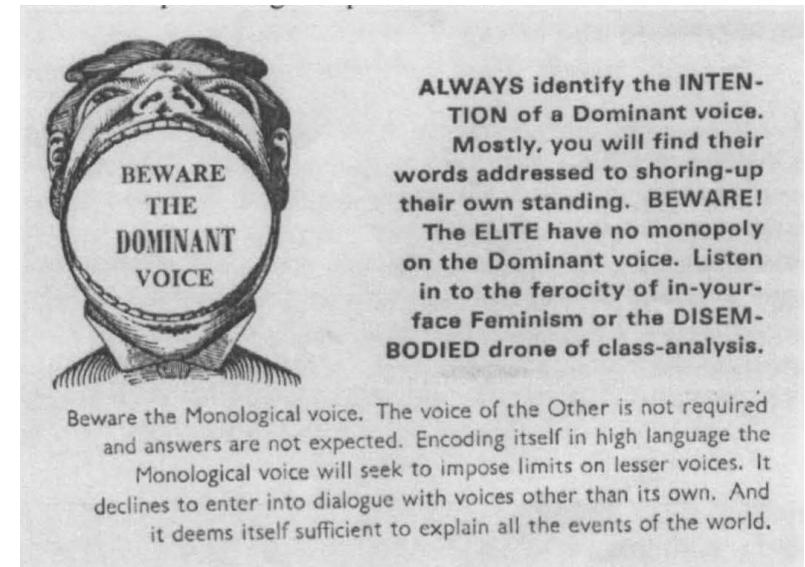 BEWARE
THE
DOMINANT
VOICE
ALWAYS identify the INTEN-
TION of a Dominant voice.
Mostly, you will find their
words addressed to shoring-up
their own standing. BEWARE!
The ELITE have no monopoly
on the Dominant voice. Listen
in to the ferocity of in-your-
face Feminism or the DISEM-
BODIED drone of class-analysis.
Beware the Monological voice. The voice of the Other is not required
and answers are not expected. Encoding itself in high language the
Monological voice will seek to impose limits on lesser voices. It
declines to enter into dialogue with voices other than its own. And
it deems itself sufficient to explain all the events of the world.